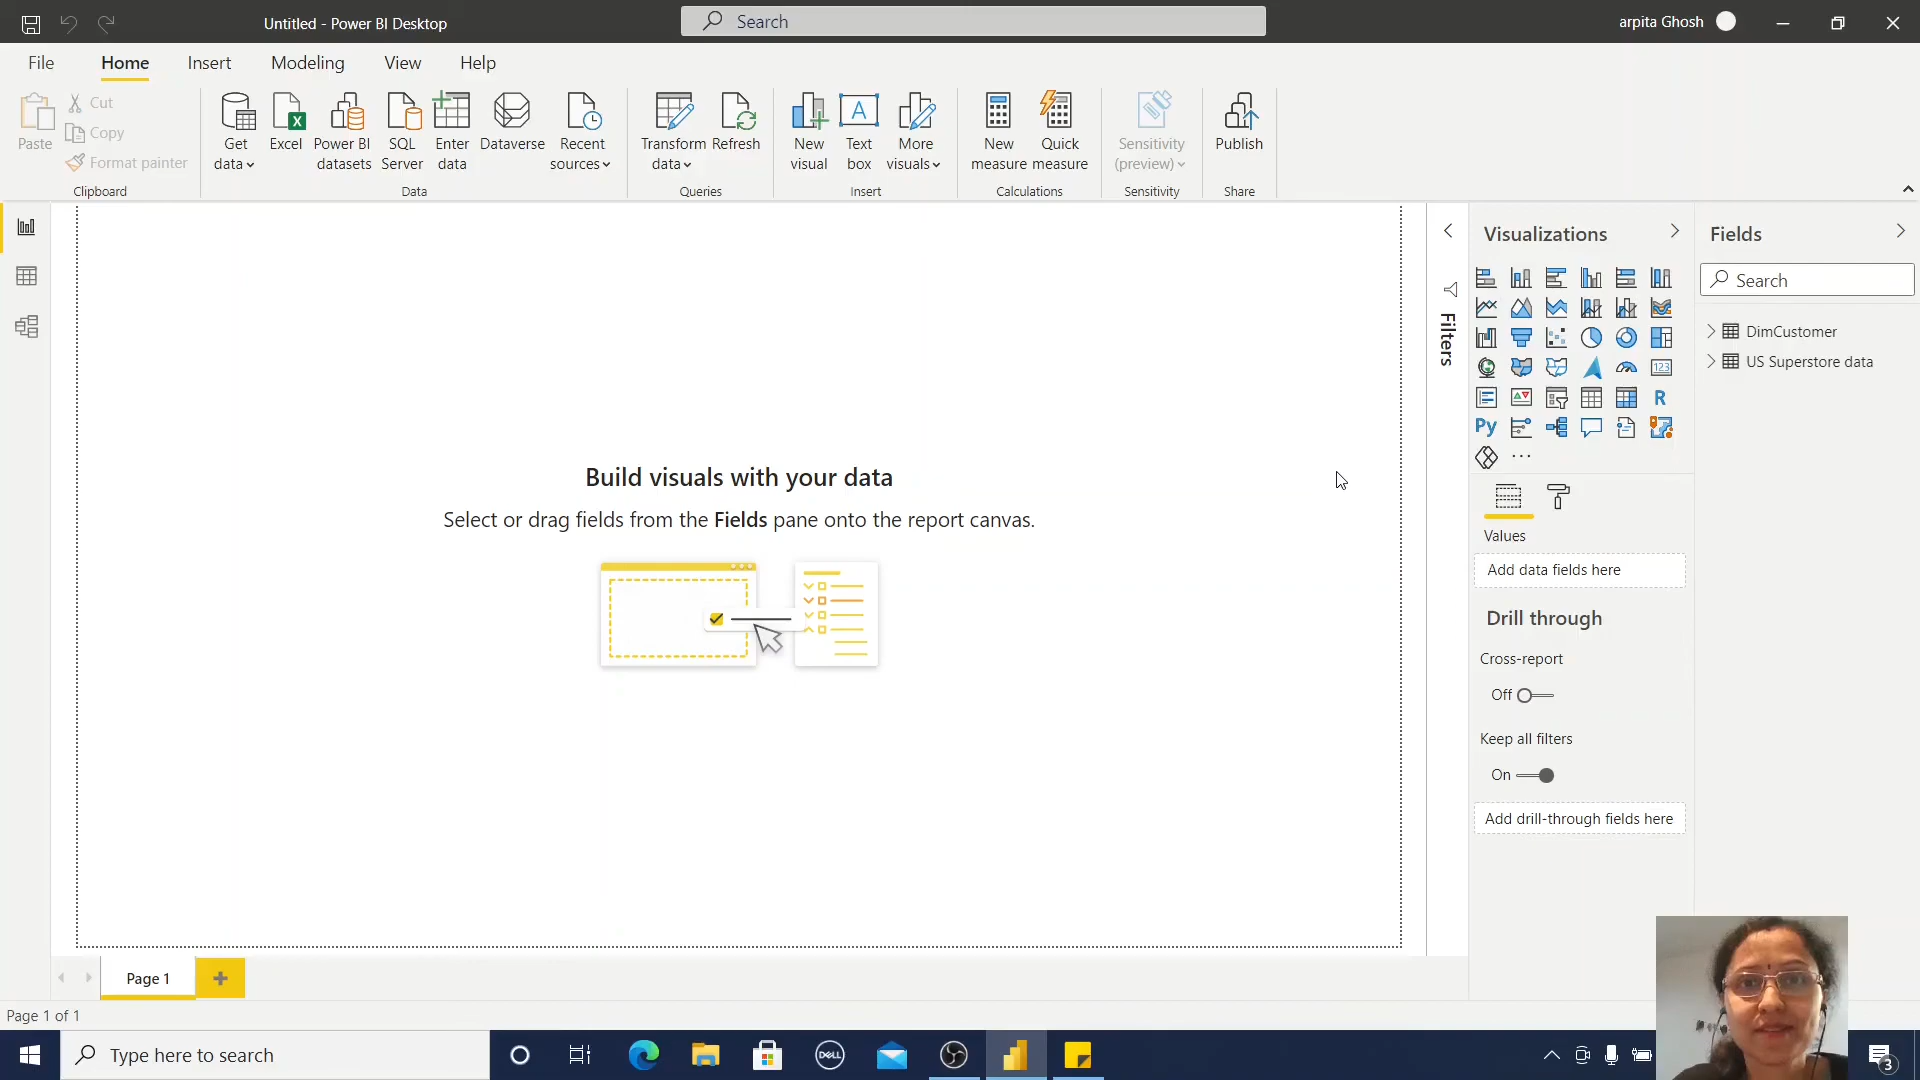 Untitled - Power BI Desktop
Search
arpita Ghosh
File
Home
Insert
Modeling
View
Help
Paste
Cut
Copy
Format painter
Clipboard
Get
data
Excel
Power BI
datasets
SQL
Server
Enter
data
Dataverse
Recent
sources
Data
Transform
data
Refresh
Queries
New
visual
Text
box
More
visuals
Insert
New
measure
Quick
measure
Calculations
Sensitivity
(preview)
Sensitivity
Publish
Share
Build visuals with your data
Select or drag fields from the Fields pane onto the report canvas.
Filters
Visualizations
123
R
Py
Values
Add data fields here
Drill through
Cross-report
Off
Keep all filters
On
Add drill-through fields here
Fields
Search
DimCustomer
US Superstore data
Page 1
Page 1 of 1
Type here to search
DELL
3